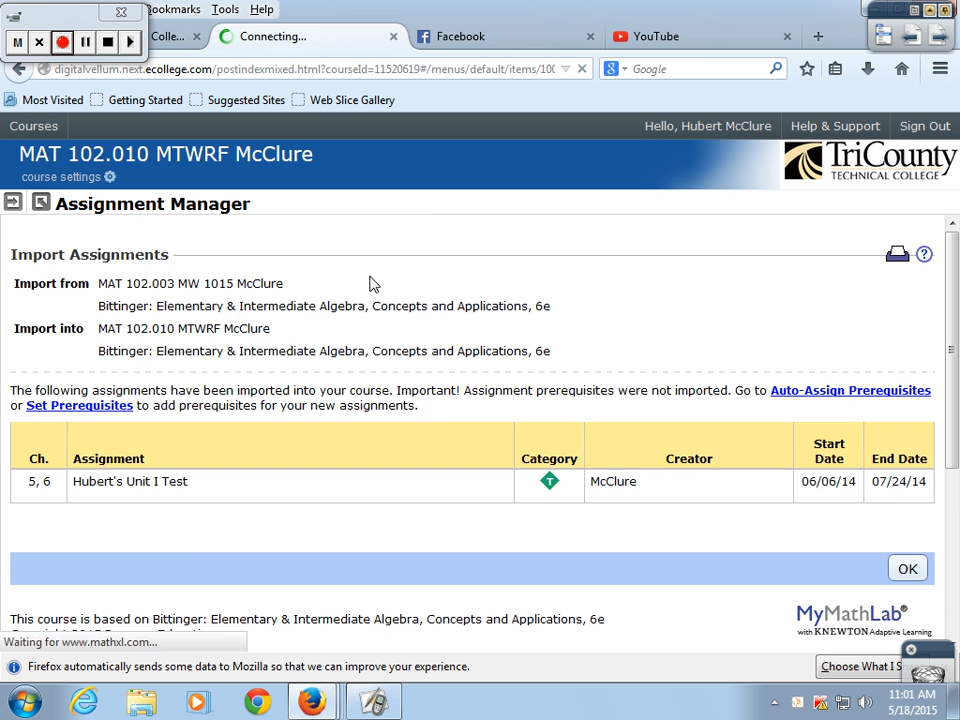 Bookmarks Tools Help
M
Colle...
Connecting...
Facebook
YouTube
digitalvellum.next.ecollege.com/postindexmixed.html?courseId=11520619#/menus/default/items/100
Google
Most Visited Getting Started Suggested Sites Web Slice Gallery
Courses Hello, Hubert McClure Help & Support Sign Out
MAT 102.010 MTWRF McClure
course settings
TriCounty
TECHNICAL COLLEGE
Assignment Manager
Import Assignments
Import from MAT 102.003 MW 1015 McClure
Bittinger: Elementary & Intermediate Algebra, Concepts and Applications, 6e
Import into MAT 102.010 MTWRF McClure
Bittinger: Elementary & Intermediate Algebra, Concepts and Applications, 6e
The following assignments have been imported into your course. Important! Assignment prerequisites were not imported. Go to Auto-Assign Prerequisites
or Set Prerequisites to add prerequisites for your new assignments.
Ch. Assignment Category Creator Start Date End Date
5, 6 Hubert's Unit I Test T McClure 06/06/14 07/24/14
OK
This course is based on Bittinger: Elementary & Intermediate Algebra, Concepts and Applications, 6e
MyMathLab®
with KNEWTON Adaptive Learning
Waiting for www.mathxl.com...
Firefox automatically sends some data to Mozilla so that we can improve your experience.
Choose What I
11:01 AM
5/18/2015